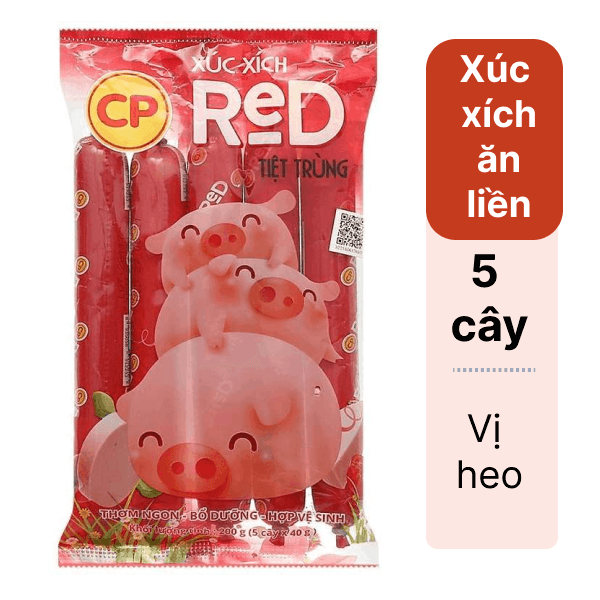 XÚC XÍCH
CP
ReD
TIỆT TRÙNG
ReD
THƠM NGON - BỔ DƯỠNG - HỢP VỆ SINH
Khối lượng tịnh : 200 g (5 cây x 40 g)
Xúc
xích
ăn
liền
5
cây
Vị
heo